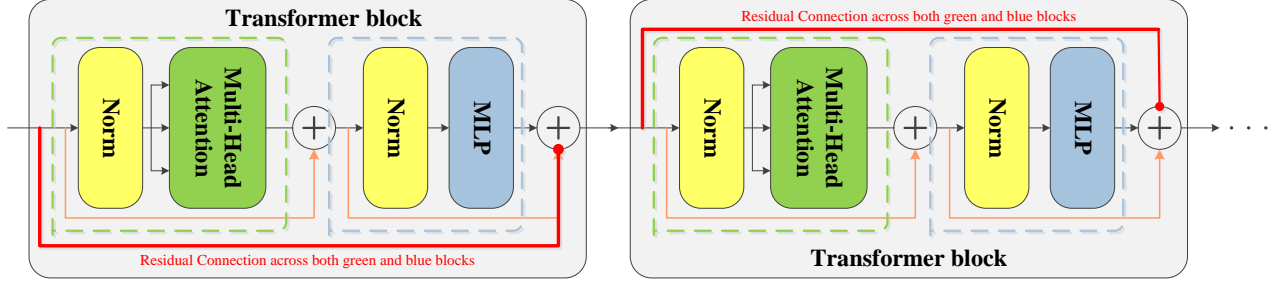 Transformer block
Norm
Multi-Head
Attention
Norm
MLP
Residual Connection across both green and blue blocks
Residual Connection across both green and blue blocks
Norm
Multi-Head
Attention
Norm
MLP
. . .
Transformer block